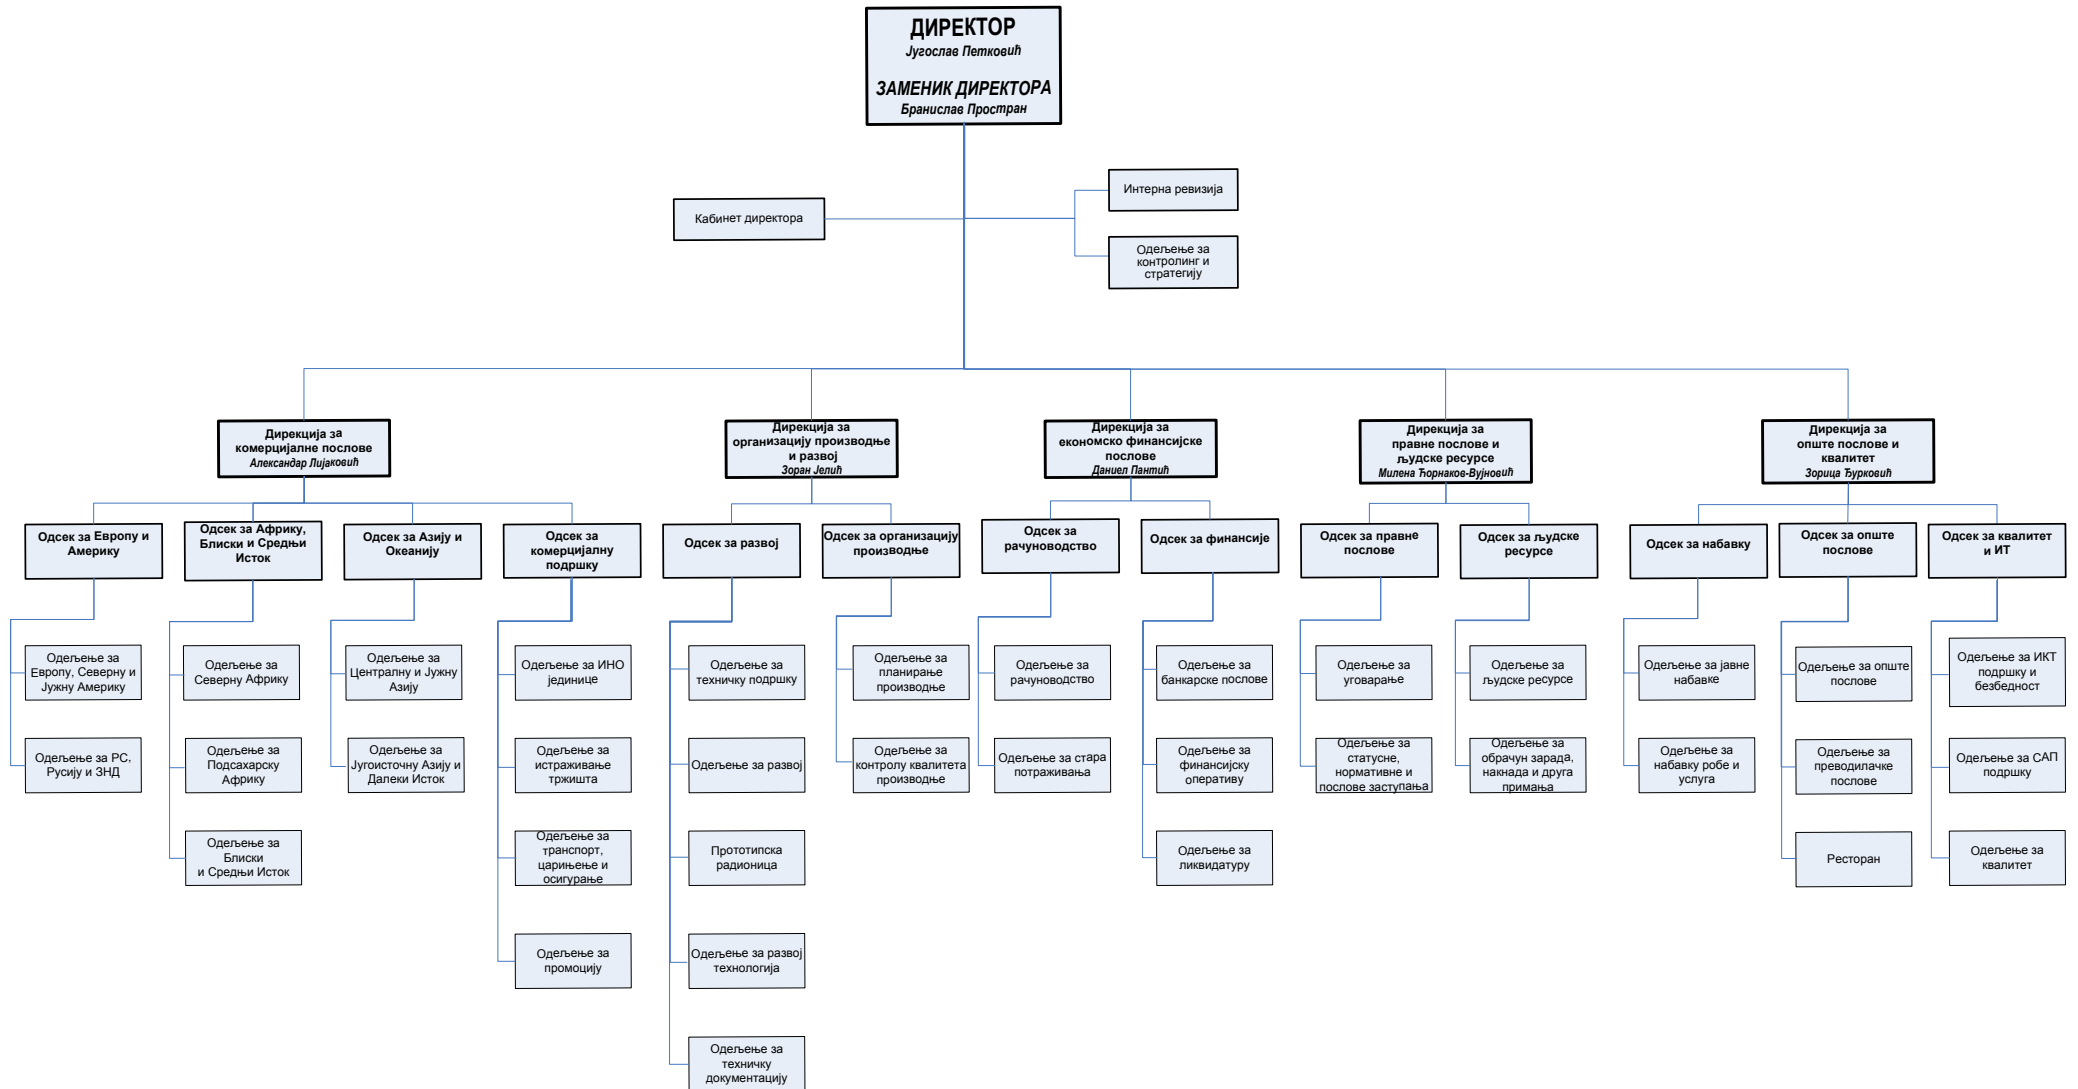 ДИРЕКТОР
Југослав Петковић
ЗАМЕНИК ДИРЕКТОРА
Бранислав Простран
Кабинет директора
Интерна ревизија
Одељење за
контролинг и
стратегију
Дирекција за
комерцијалне послове
Александар Лијаковић
Дирекција за
организацију производње
и развој
Зоран Јелић
Дирекција за
економско финансијске
послове
Даниел Пантић
Дирекција за
правне послове и
људске ресурсе
Милена Ћорнаков-Вујновић
Дирекција за
опште послове и
квалитет
Зорица Ђурковић
Одсек за Европу и
Америку
Одсек за Африку,
Блиски и Средњи
Исток
Одсек за Азију и
Океанију
Одсек за
комерцијалну
подршку
Одсек за развој
Одсек за организацију
производње
Одсек за
рачуноводство
Одсек за финансије
Одсек за правне
послове
Одсек за људске
ресурсе
Одсек за набавку
Одсек за опште
послове
Одсек за квалитет
и ИТ
Одељење за
Европу, Северну и
Јужну Америку
Одељење за
Северну Африку
Одељење за
Централну и Јужну
Азију
Одељење за ИНО
јединице
Одељење за
техничку подршку
Одељење за
планирање
производње
Одељење за
рачуноводство
Одељење за
банкарске послове
Одељење за
уговарање
Одељење за
људске ресурсе
Одељење за јавне
набавке
Одељење за опште
послове
Одељење за ИКТ
подршку и
безбедност
Одељење за РС,
Русију и ЗНД
Одељење за
Подсахарску
Африку
Одељење за
Југоисточну Азију и
Далеки Исток
Одељење за
истраживање
тржишта
Одељење за развој
Одељење за
контролу квалитета
производње
Одељење за стара
потраживања
Одељење за
финансијску
оперативу
Одељење за
статусне,
нормативне и
послове заступања
Одељење за
обрачун зарада,
накнада и друга
примања
Одељење за
набавку робе и
услуга
Одељење за
преводилачке
послове
Одељење за САП
подршку
Одељење за
Блиски
и Средњи Исток
Одељење за
транспорт,
царињење и
осигурање
Прототипска
радионица
Одељење за
ликвидатуру
Ресторан
Одељење за
квалитет
Одељење за
промоцију
Одељење за развој
технологија
Одељење за
техничку
документацију